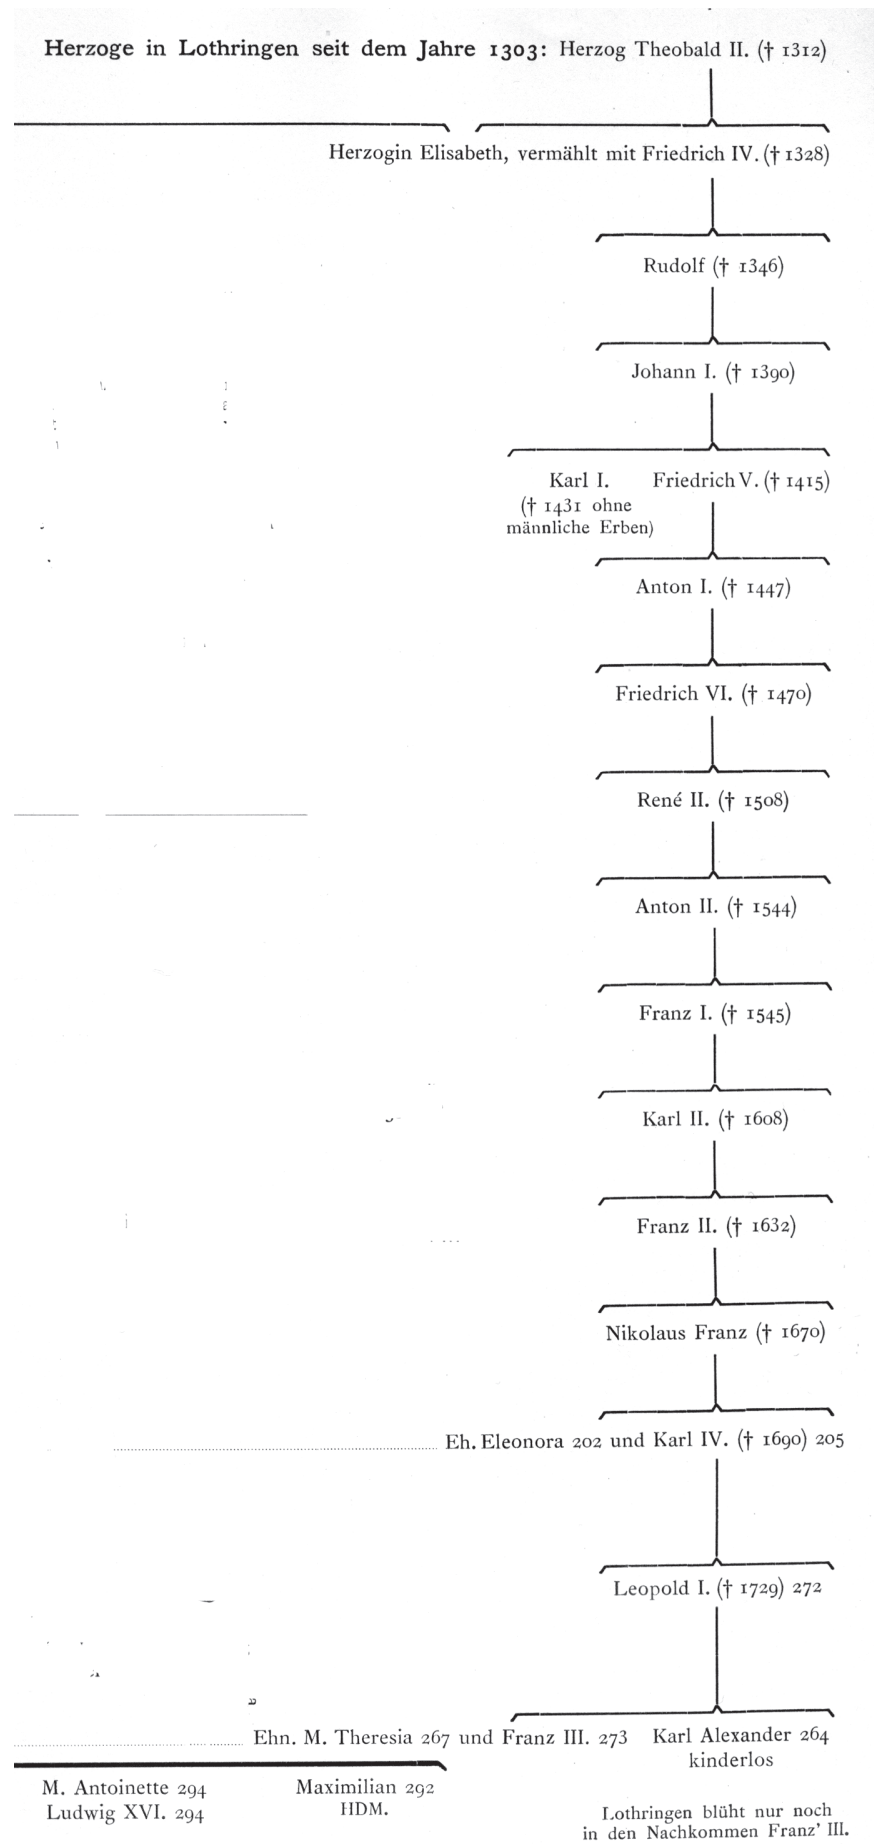 Herzoge in Lothringen seit dem Jahre 1303: Herzog Theobald II. († 1312)
Herzogin Elisabeth, vermählt mit Friedrich IV. († 1328)
Rudolf († 1346)
Johann I. († 1390)
Karl I. Friedrich V. († 1415)
(† 1431 ohne
männliche Erben)
Anton I. († 1447)
Friedrich VI. († 1470)
René II. († 1508)
Anton II. († 1544)
Franz I. († 1545)
Karl II. († 1608)
Franz II. († 1632)
Nikolaus Franz († 1670)
Eh. Eleonora 202 und Karl IV. († 1690) 205
Leopold I. († 1729) 272
Ehn. M. Theresia 267 und Franz III. 273 Karl Alexander 264
kinderlos
M. Antoinette 294 Maximilian 292
Ludwig XVI. 294 HDM.
Lothringen blüht nur noch
in den Nachkommen Franz' III.